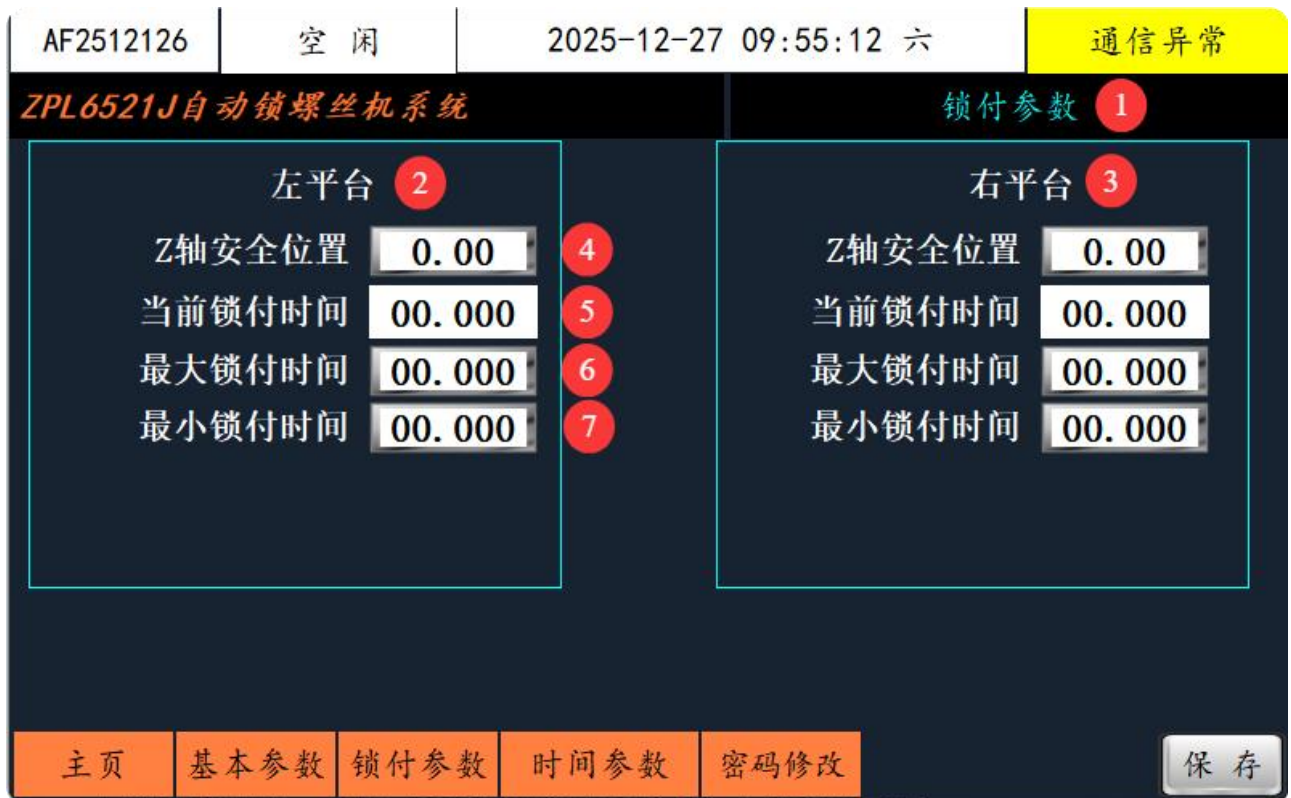 AF2512126 空 闲 2025-12-27 09:55:12 六 通信异常
ZPL6521J自动锁螺丝机系统 锁付参数 1
左平台 2
Z轴安全位置 0.00 4
当前锁付时间 00.000 5
最大锁付时间 00.000 6
最小锁付时间 00.000 7
右平台 3
Z轴安全位置 0.00
当前锁付时间 00.000
最大锁付时间 00.000
最小锁付时间 00.000
主页 基本参数 锁付参数 时间参数 密码修改 保 存